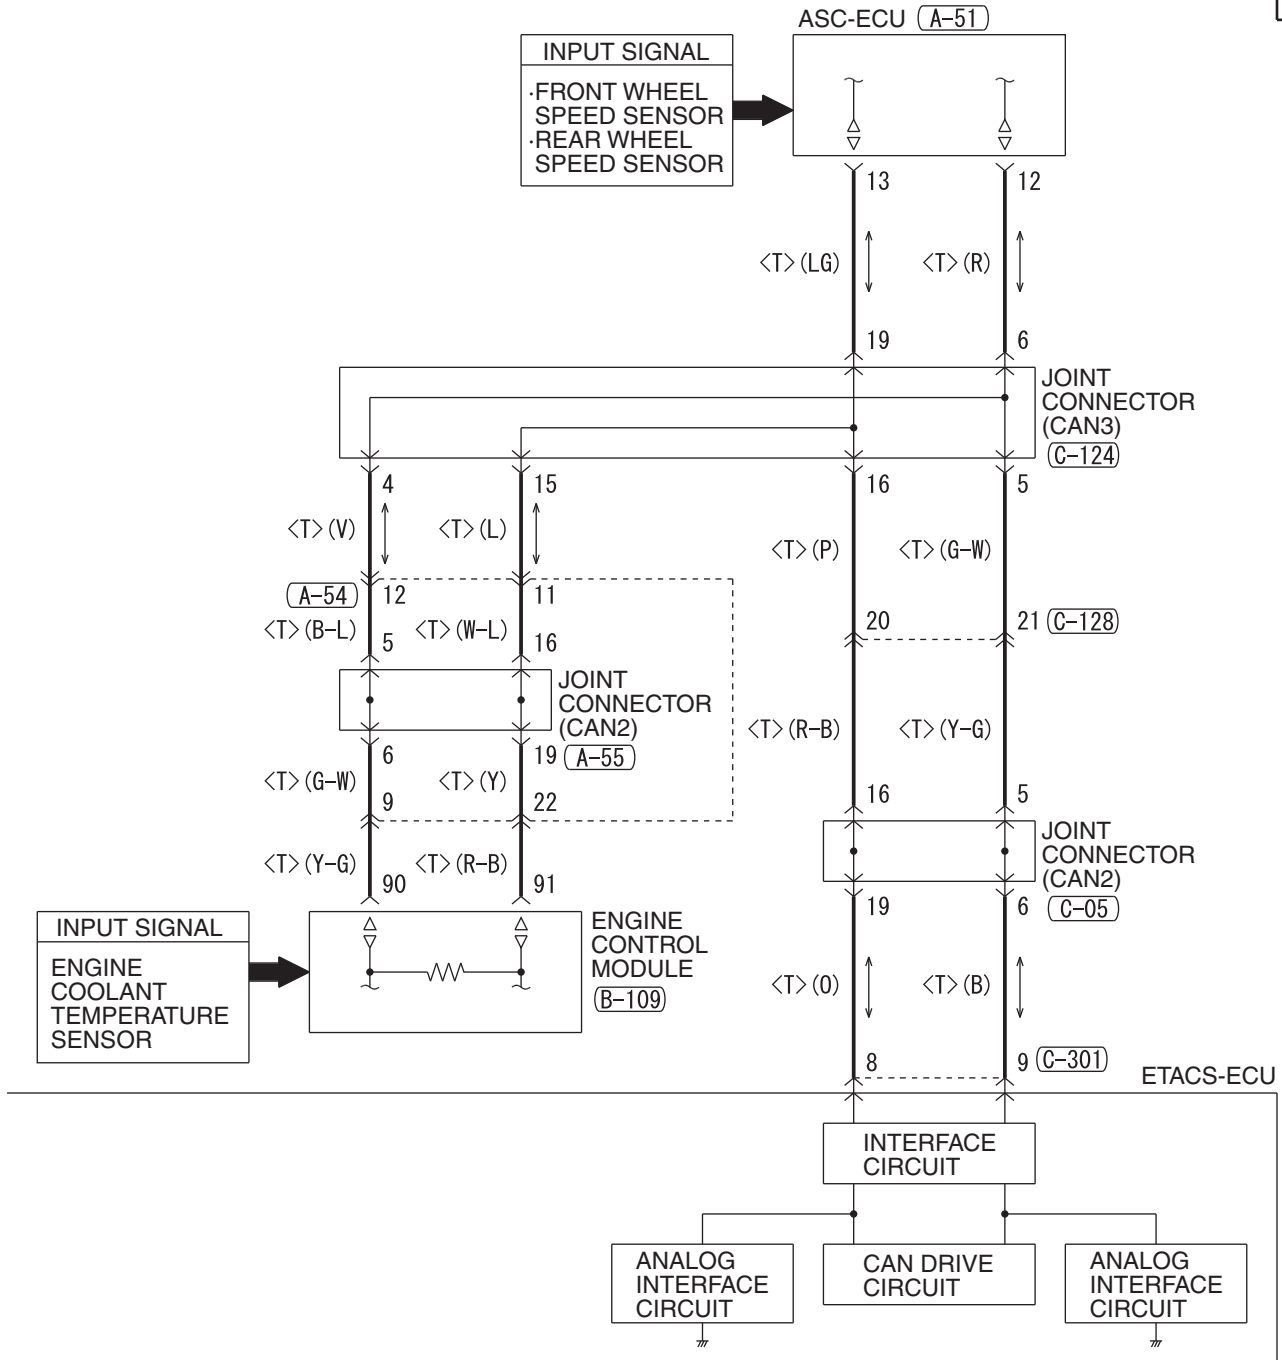 ASC-ECU (A-51)
INPUT SIGNAL
·FRONT WHEEL
SPEED SENSOR
·REAR WHEEL
SPEED SENSOR
13
12
<T>(LG)
<T>(R)
19
6
JOINT
CONNECTOR
(CAN3)
C-124
4
15
16
5
<T>(V)
<T>(L)
<T>(P)
<T>(G-W)
A-54
12
11
<T>(B-L)
5
<T>(W-L)
16
20
21
C-128
JOINT
CONNECTOR
(CAN2)
A-55
<T>(R-B)
<T>(Y-G)
6
19
<T>(G-W)
<T>(Y)
9
22
16
5
JOINT
CONNECTOR
(CAN2)
C-05
<T>(Y-G)
<T>(R-B)
90
91
19
6
INPUT SIGNAL
ENGINE
COOLANT
TEMPERATURE
SENSOR
ENGINE
CONTROL
MODULE
B-109
<T>(O)
<T>(B)
8
9
C-301
ETACS-ECU
INTERFACE
CIRCUIT
ANALOG
INTERFACE
CIRCUIT
CAN DRIVE
CIRCUIT
ANALOG
INTERFACE
CIRCUIT